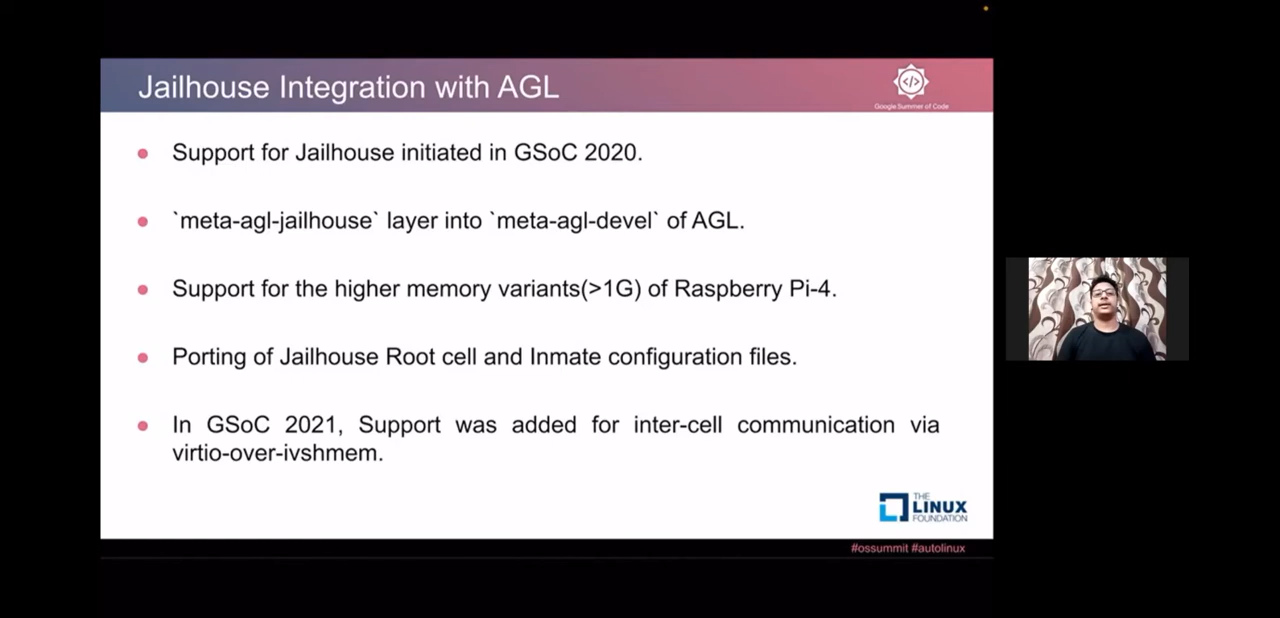 Jailhouse Integration with AGL
</>
Google Summer of Code
Support for Jailhouse initiated in GSoC 2020.
`meta-agl-jailhouse` layer into `meta-agl-devel` of AGL.
Support for the higher memory variants(>1G) of Raspberry Pi-4.
Porting of Jailhouse Root cell and Inmate configuration files.
In GSoC 2021, Support was added for inter-cell communication via
virtio-over-ivshmem.
THE
LINUX
FOUNDATION
#ossummit #autolinux